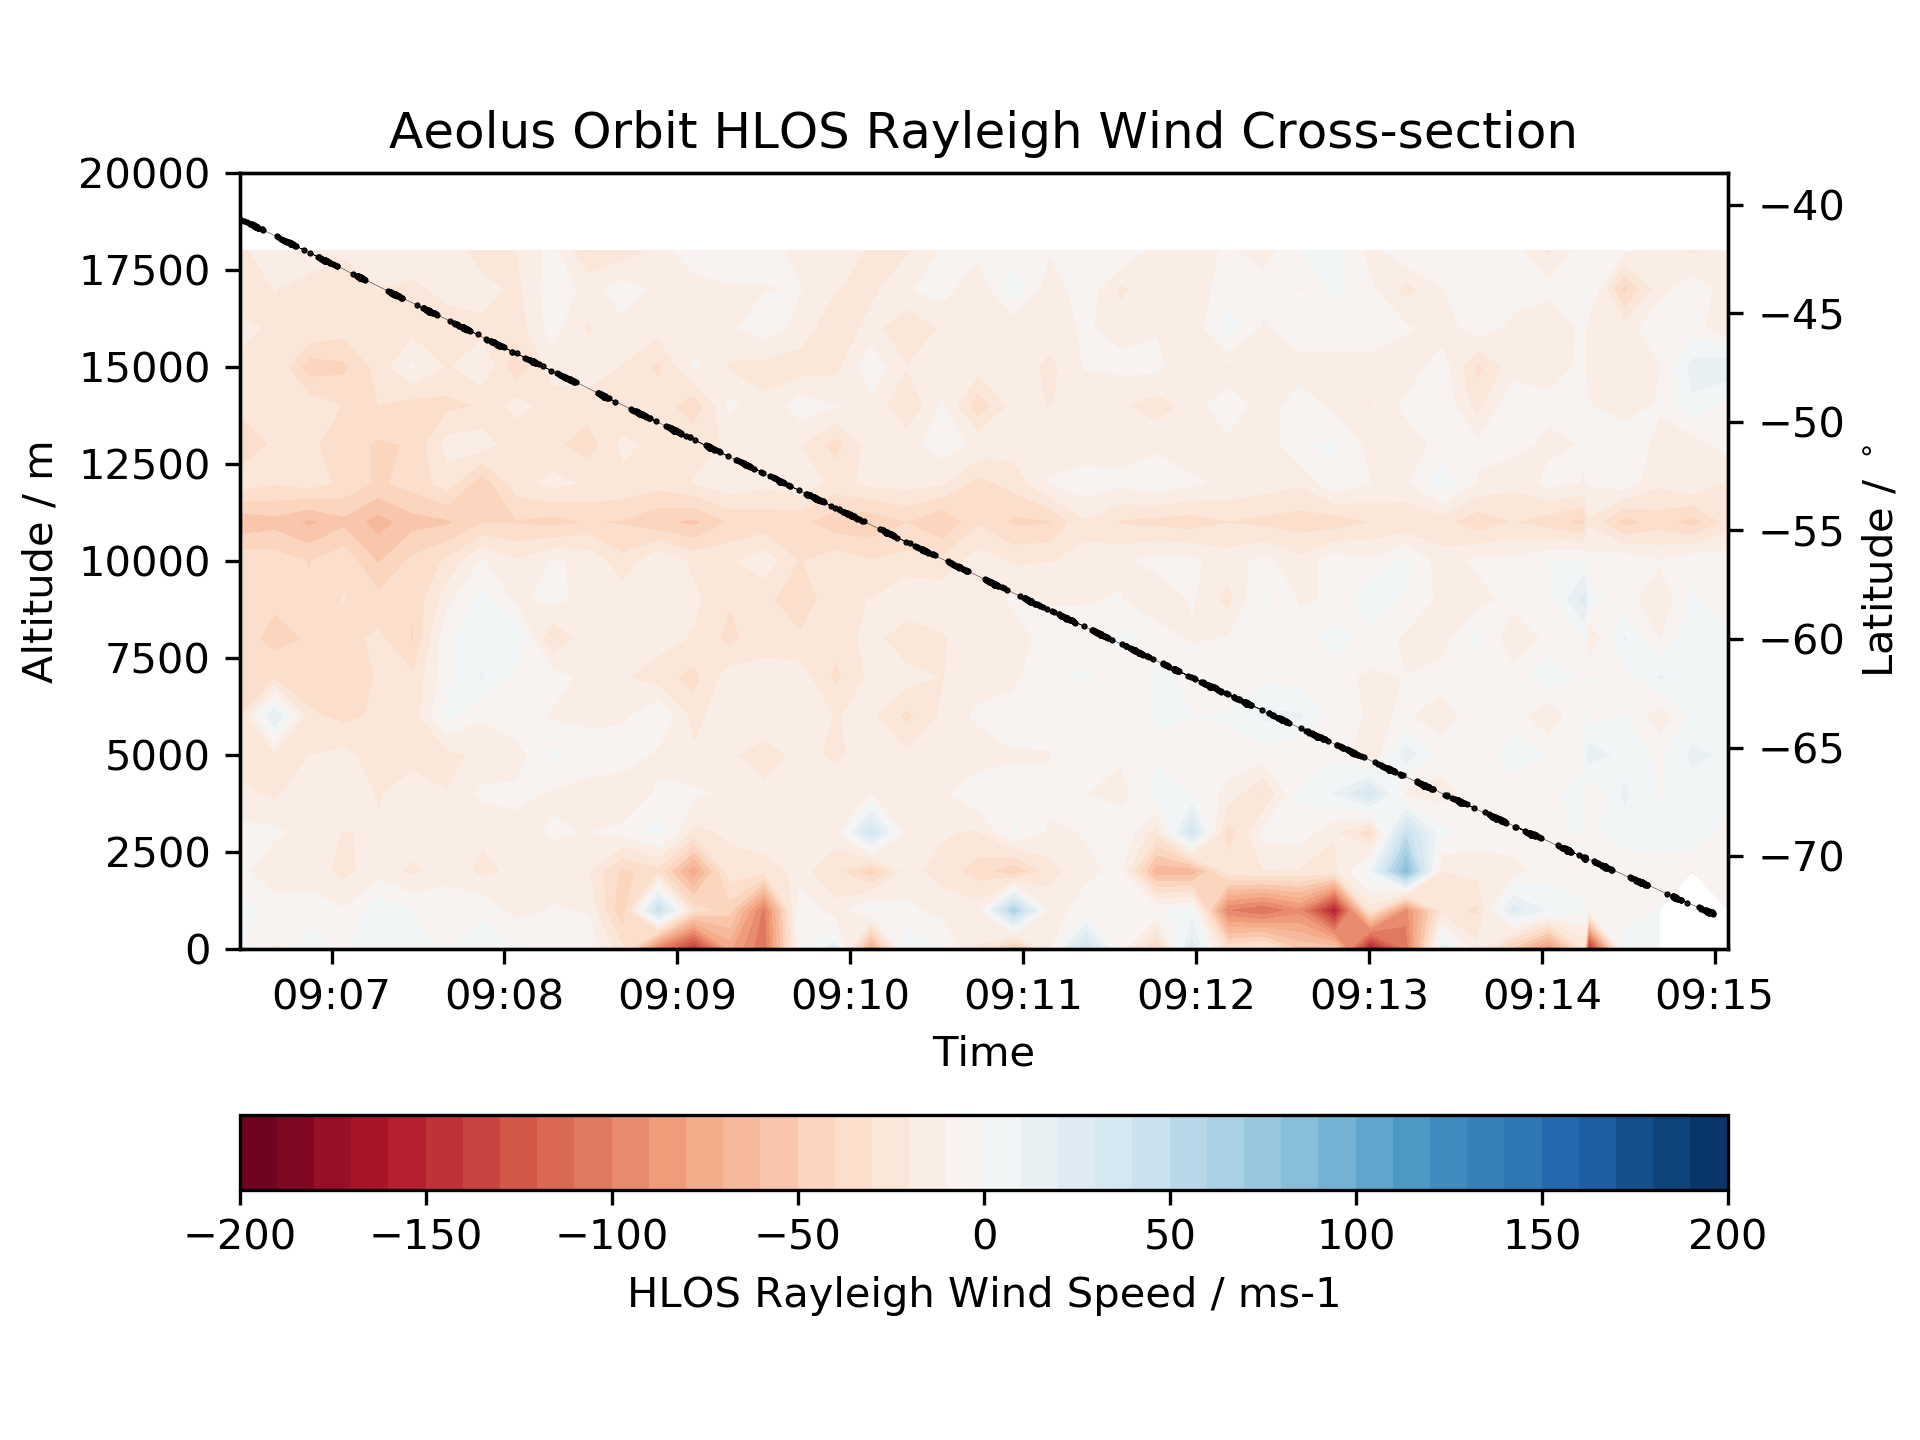 Aeolus Orbit HLOS Rayleigh Wind Cross-section
20000
17500
15000
12500
10000
7500
5000
2500
0
Altitude / m
−40
−45
−50
−55
−60
−65
−70
Latitude / °
09:07 09:08 09:09 09:10 09:11 09:12 09:13 09:14 09:15
Time
−200 −150 −100 −50 0 50 100 150 200
HLOS Rayleigh Wind Speed / ms-1